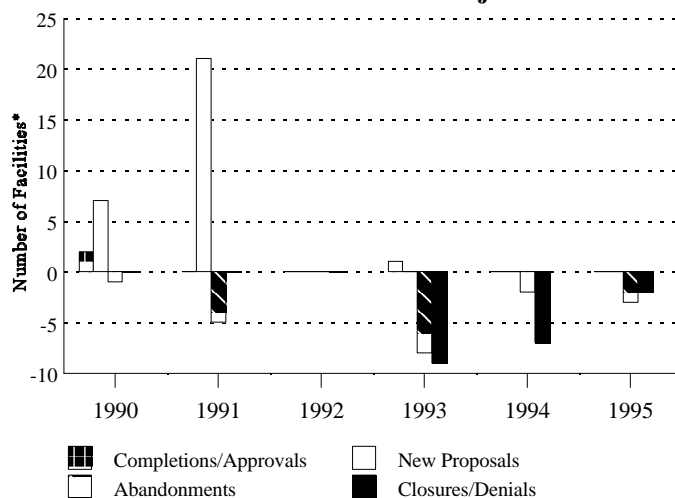 25
20
15
10
5
0
-5
-10
Number of Facilities*
1990 1991 1992 1993 1994 1995
Completions/Approvals New Proposals
Abandonments Closures/Denials